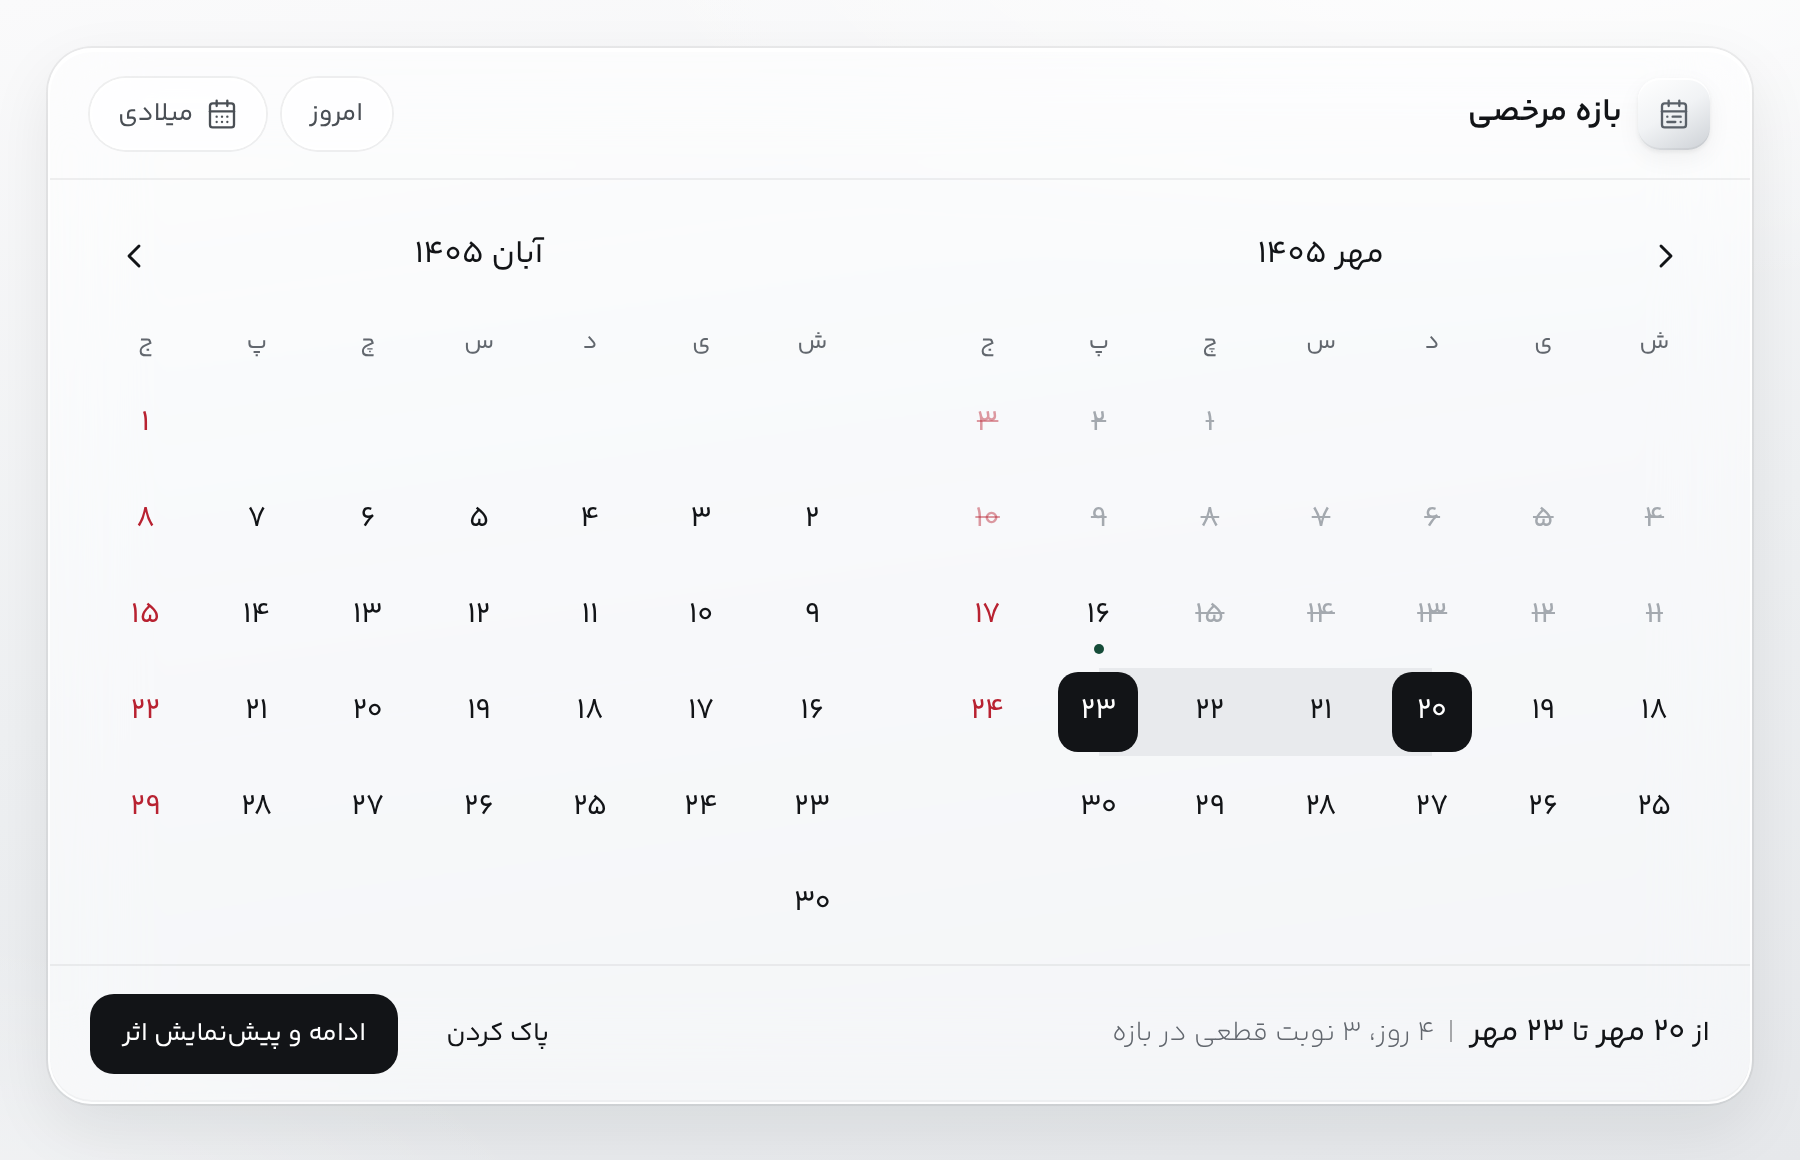 بازه مرخصی
امروز
میلادی
مهر ۱۴۰۵
ش ی د س چ پ ج
۱ ۲ ۳
۴ ۵ ۶ ۷ ۸ ۹ ۱۰
۱۱ ۱۲ ۱۳ ۱۴ ۱۵ ۱۶ ۱۷
۱۸ ۱۹ ۲۰ ۲۱ ۲۲ ۲۳ ۲۴
۲۵ ۲۶ ۲۷ ۲۸ ۲۹ ۳۰
آبان ۱۴۰۵
ش ی د س چ پ ج
۱
۲ ۳ ۴ ۵ ۶ ۷ ۸
۹ ۱۰ ۱۱ ۱۲ ۱۳ ۱۴ ۱۵
۱۶ ۱۷ ۱۸ ۱۹ ۲۰ ۲۱ ۲۲
۲۳ ۲۴ ۲۵ ۲۶ ۲۷ ۲۸ ۲۹
۳۰
از ۲۰ مهر تا ۲۳ مهر | ۴ روز، ۳ نوبت قطعی در بازه
پاک کردن
ادامه و پیش‌نمایش اثر